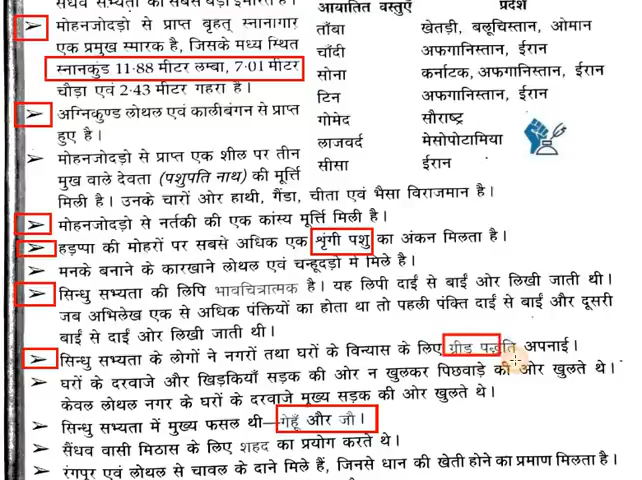 सैंधव सभ्यता की सबसे बड़ी इमारत है।
मोहनजोदड़ो से प्राप्त बृहत् स्नानागार
एक प्रमुख स्मारक है, जिसके मध्य स्थित
स्नानकुंड 11·88 मीटर लम्बा, 7·01 मीटर
चौड़ा एवं 2·43 मीटर गहरा है।
अग्निकुण्ड लोथल एवं कालीबंगन से प्राप्त
हुए है।
मोहनजोदड़ो से प्राप्त एक शील पर तीन
मुख वाले देवता (पशुपति नाथ) की मूर्त्ति
आयातित वस्तुएँ प्रदेश
ताँबा खेतड़ी, बलूचिस्तान, ओमान
चाँदी अफगानिस्तान, ईरान
सोना कर्नाटक, अफगानिस्तान, ईरान
टिन अफगानिस्तान, ईरान
गोमेद सौराष्ट्र
लाजवर्द मेसोपोटामिया
सीसा ईरान
मिली है। उनके चारों ओर हाथी, गैंडा, चीता एवं भैसा विराजमान है।
मोहनजोदड़ो से नर्तकी की एक कांस्य मूर्त्ति मिली है।
हड़प्पा की मोहरों पर सबसे अधिक एक श्रृंगी पशु का अंकन मिलता है।
मनके बनाने के कारखाने लोथल एवं चन्हूदड़ो में मिले है।
सिन्धु सभ्यता की लिपि भावचित्रात्मक है। यह लिपी दाईं से बाईं ओर लिखी जाती थी।
जब अभिलेख एक से अधिक पंक्तियों का होता था तो पहली पंक्ति दाईं से बाईं और दूसरी
बाईं से दाईं ओर लिखी जाती थी।
सिन्धु सभ्यता के लोगों ने नगरों तथा घरों के विन्यास के लिए ग्रीड पद्धति अपनाई।
घरों के दरवाजे और खिड़कियाँ सड़क की ओर न खुलकर पिछवाड़े की ओर खुलते थे।
केवल लोथल नगर के घरों के दरवाजे मुख्य सड़क की ओर खुलते थे।
सिन्धु सभ्यता में मुख्य फसल थी—गेहूँ और जौ।
सैंधव वासी मिठास के लिए शहद का प्रयोग करते थे।
रंगपुर एवं लोथल से चावल के दाने मिले हैं, जिनसे धान की खेती होने का प्रमाण मिलता है।